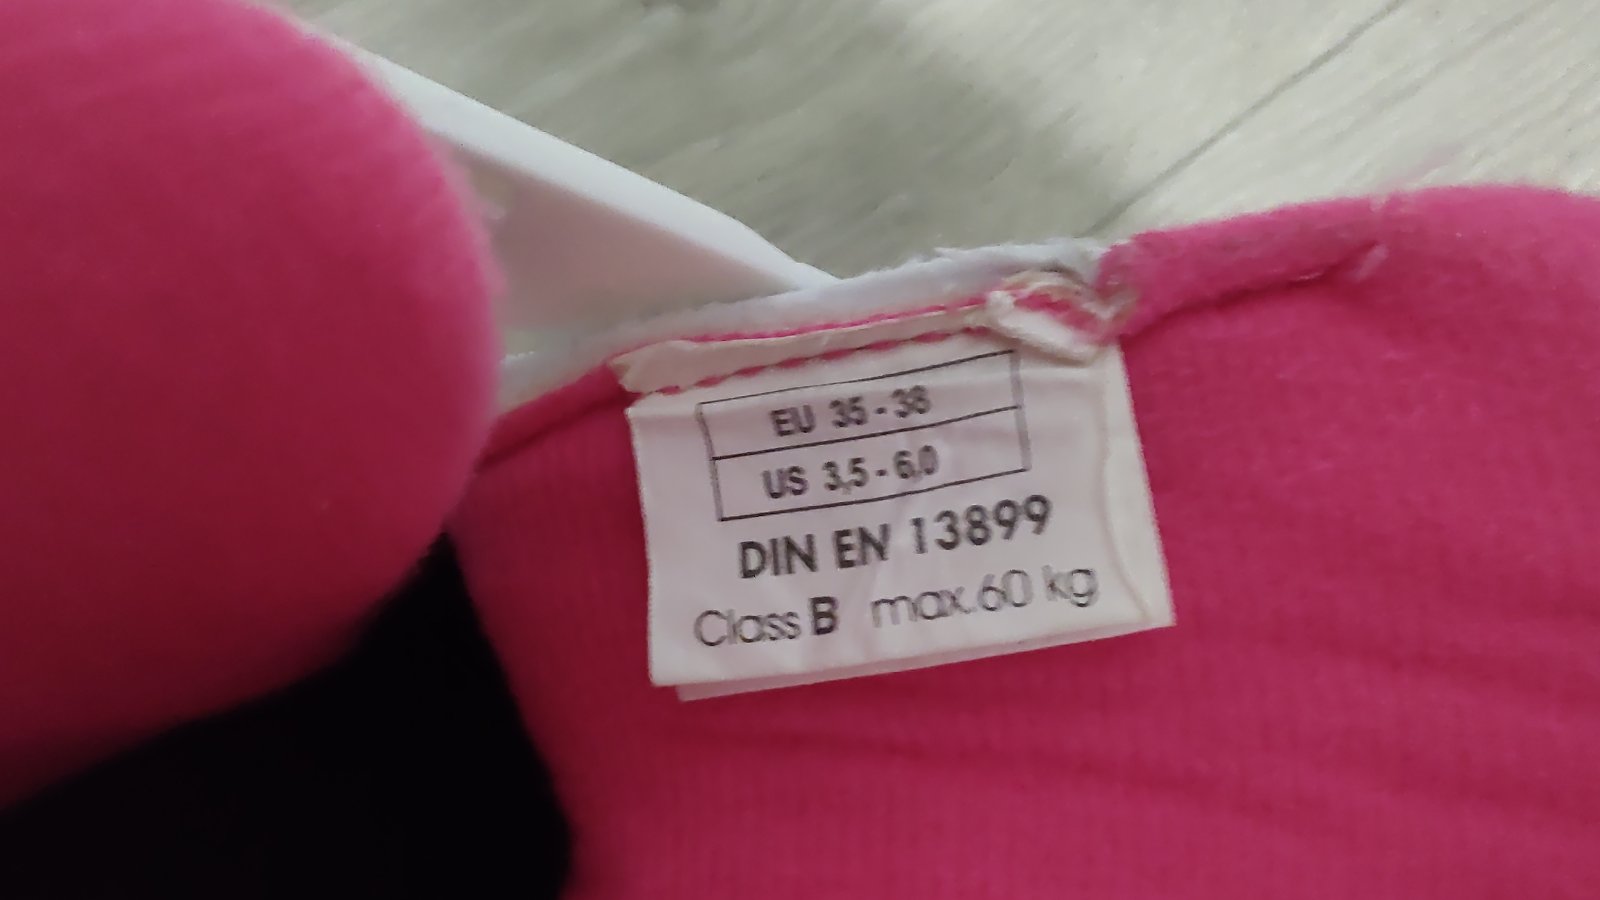 EU 35 - 38
US 3,5 - 6,0
DIN EN 13899
Class B max.60 kg